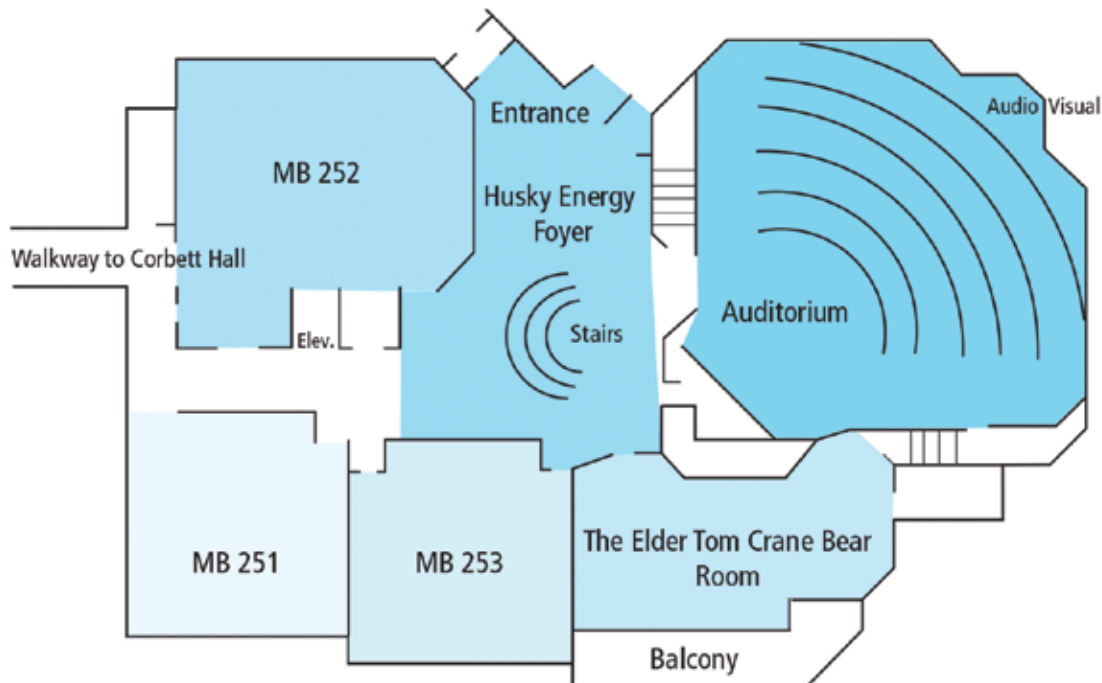 Entrance
Audio Visual
MB 252
Husky Energy
Foyer
Walkway to Corbett Hall
Elev.
Stairs
Auditorium
MB 251
MB 253
The Elder Tom Crane Bear
Room
Balcony